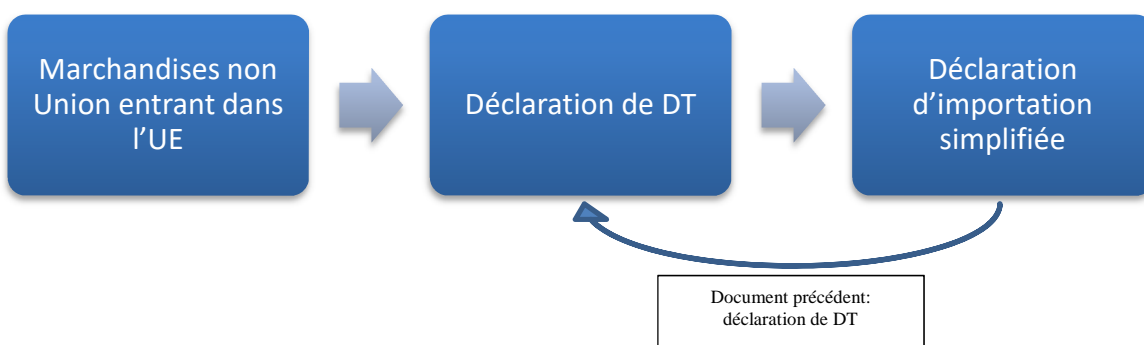 Marchandises non
Union entrant dans
l’UE
Déclaration de DT
Déclaration
d’importation
simplifiée
Document précédent:
déclaration de DT